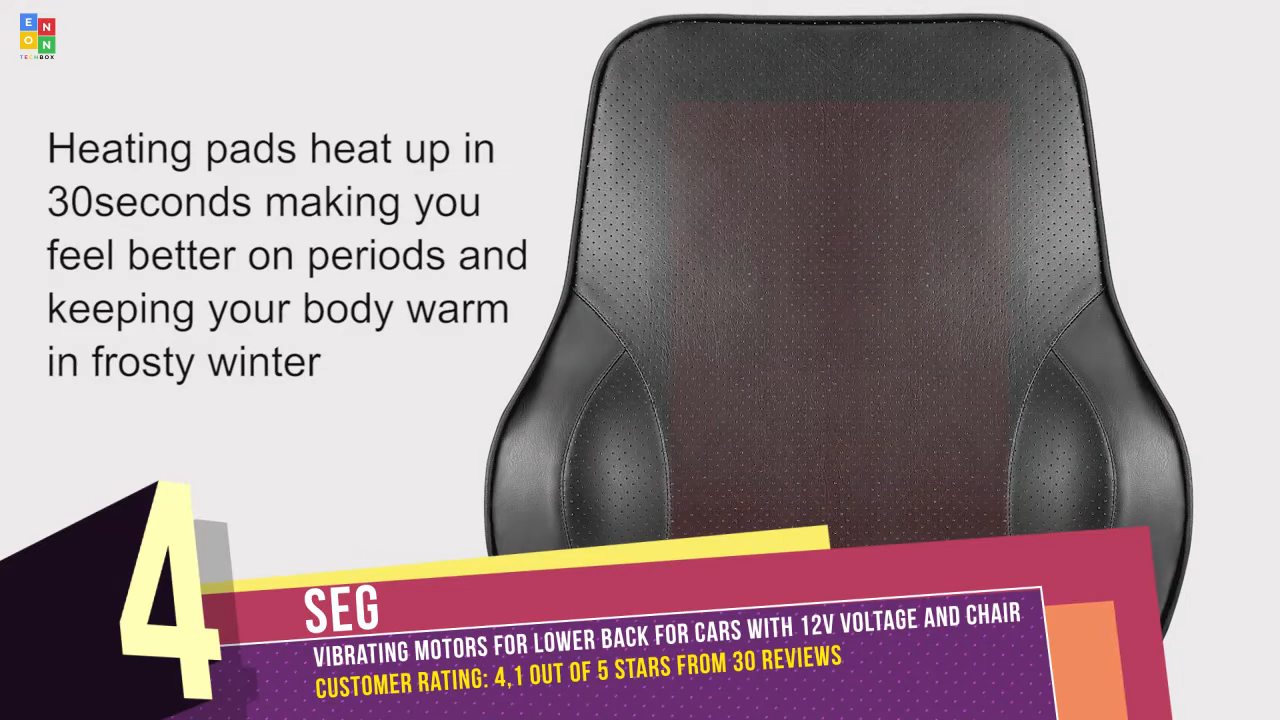 E N
O N
TECHBOX
Heating pads heat up in
30seconds making you
feel better on periods and
keeping your body warm
in frosty winter
4
SEG
VIBRATING MOTORS FOR LOWER BACK FOR CARS WITH 12V VOLTAGE AND CHAIR
CUSTOMER RATING: 4,1 OUT OF 5 STARS FROM 30 REVIEWS